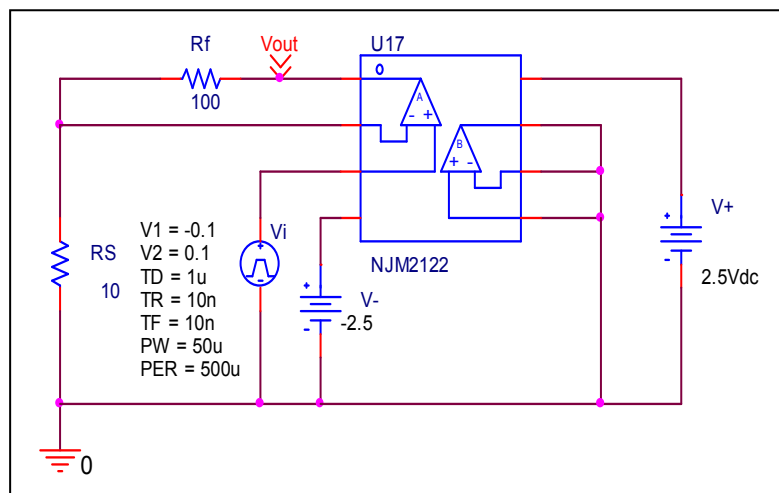 Rf
Vout
U17
100
A
- +
B
+ -
V1 = -0.1
V2 = 0.1
TD = 1u
TR = 10n
TF = 10n
PW = 50u
PER = 500u
RS
10
Vi
+
-
NJM2122
V-
+
-
-2.5
V+
+
-
2.5Vdc
0